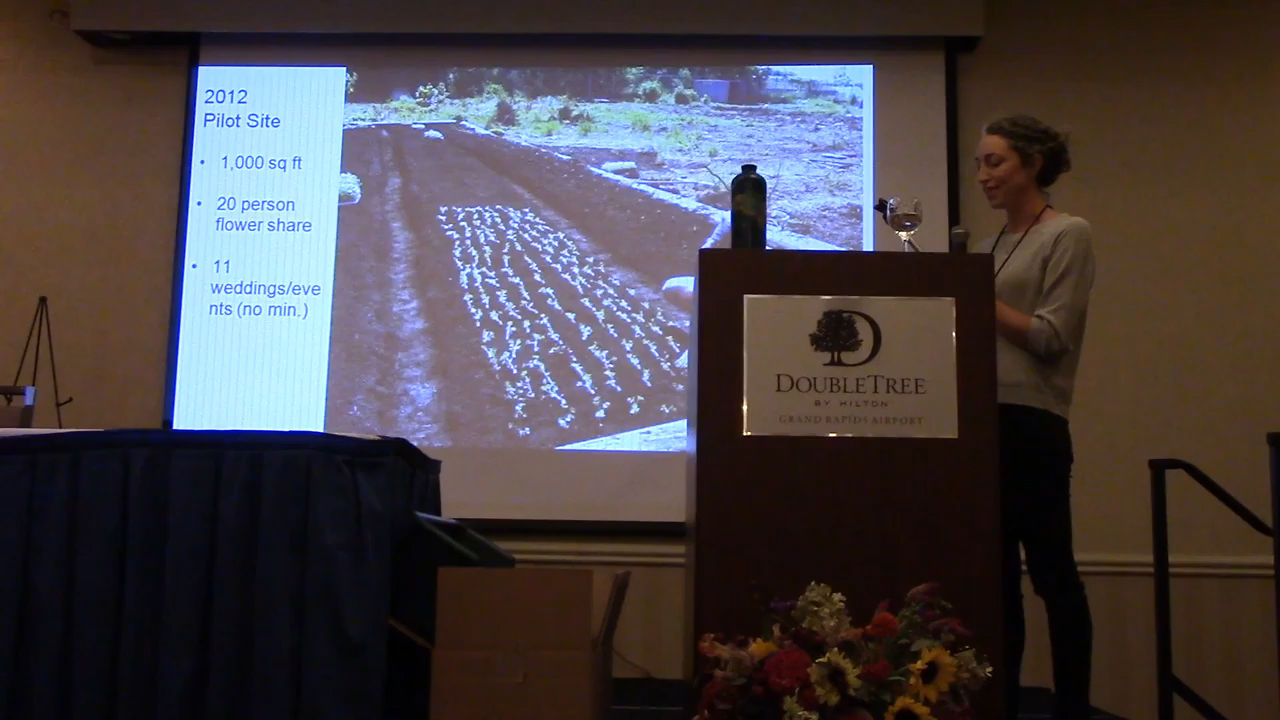 2012
Pilot Site
• 1,000 sq ft
• 20 person
flower share
• 11
weddings/eve
nts (no min.)
D
DOUBLETREE
BY HILTON
GRAND RAPIDS AIRPORT